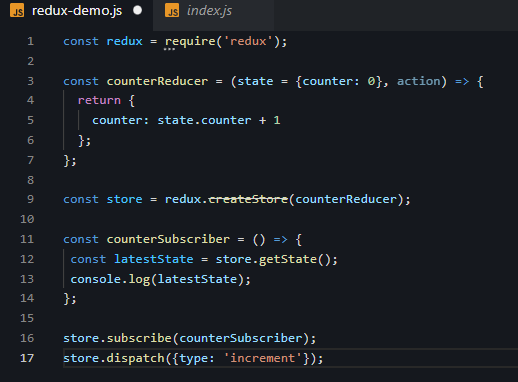 JS redux-demo.js ● JS index.js
1 const redux = require('redux');
2
3 const counterReducer = (state = {counter: 0}, action) => {
4   return {
5     counter: state.counter + 1
6   };
7 };
8
9 const store = redux.createStore(counterReducer);
10
11 const counterSubscriber = () => {
12  const latestState = store.getState();
13  console.log(latestState);
14 };
15
16 store.subscribe(counterSubscriber);
17 store.dispatch({type: 'increment'});